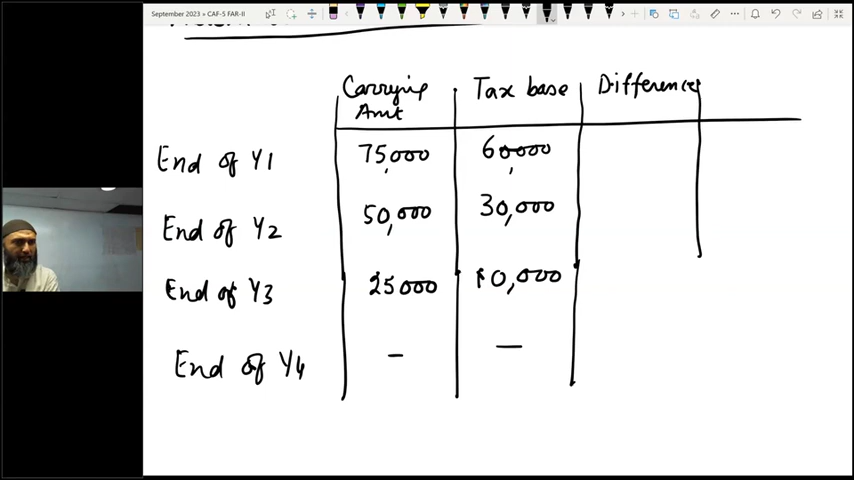 September 2023 » CAF-5 FAR-II
Carrying Amt Tax base Difference
End of Y1 75,000 60,000
End of Y2 50,000 30,000
End of Y3 25000 10,000
End of Y4 - -